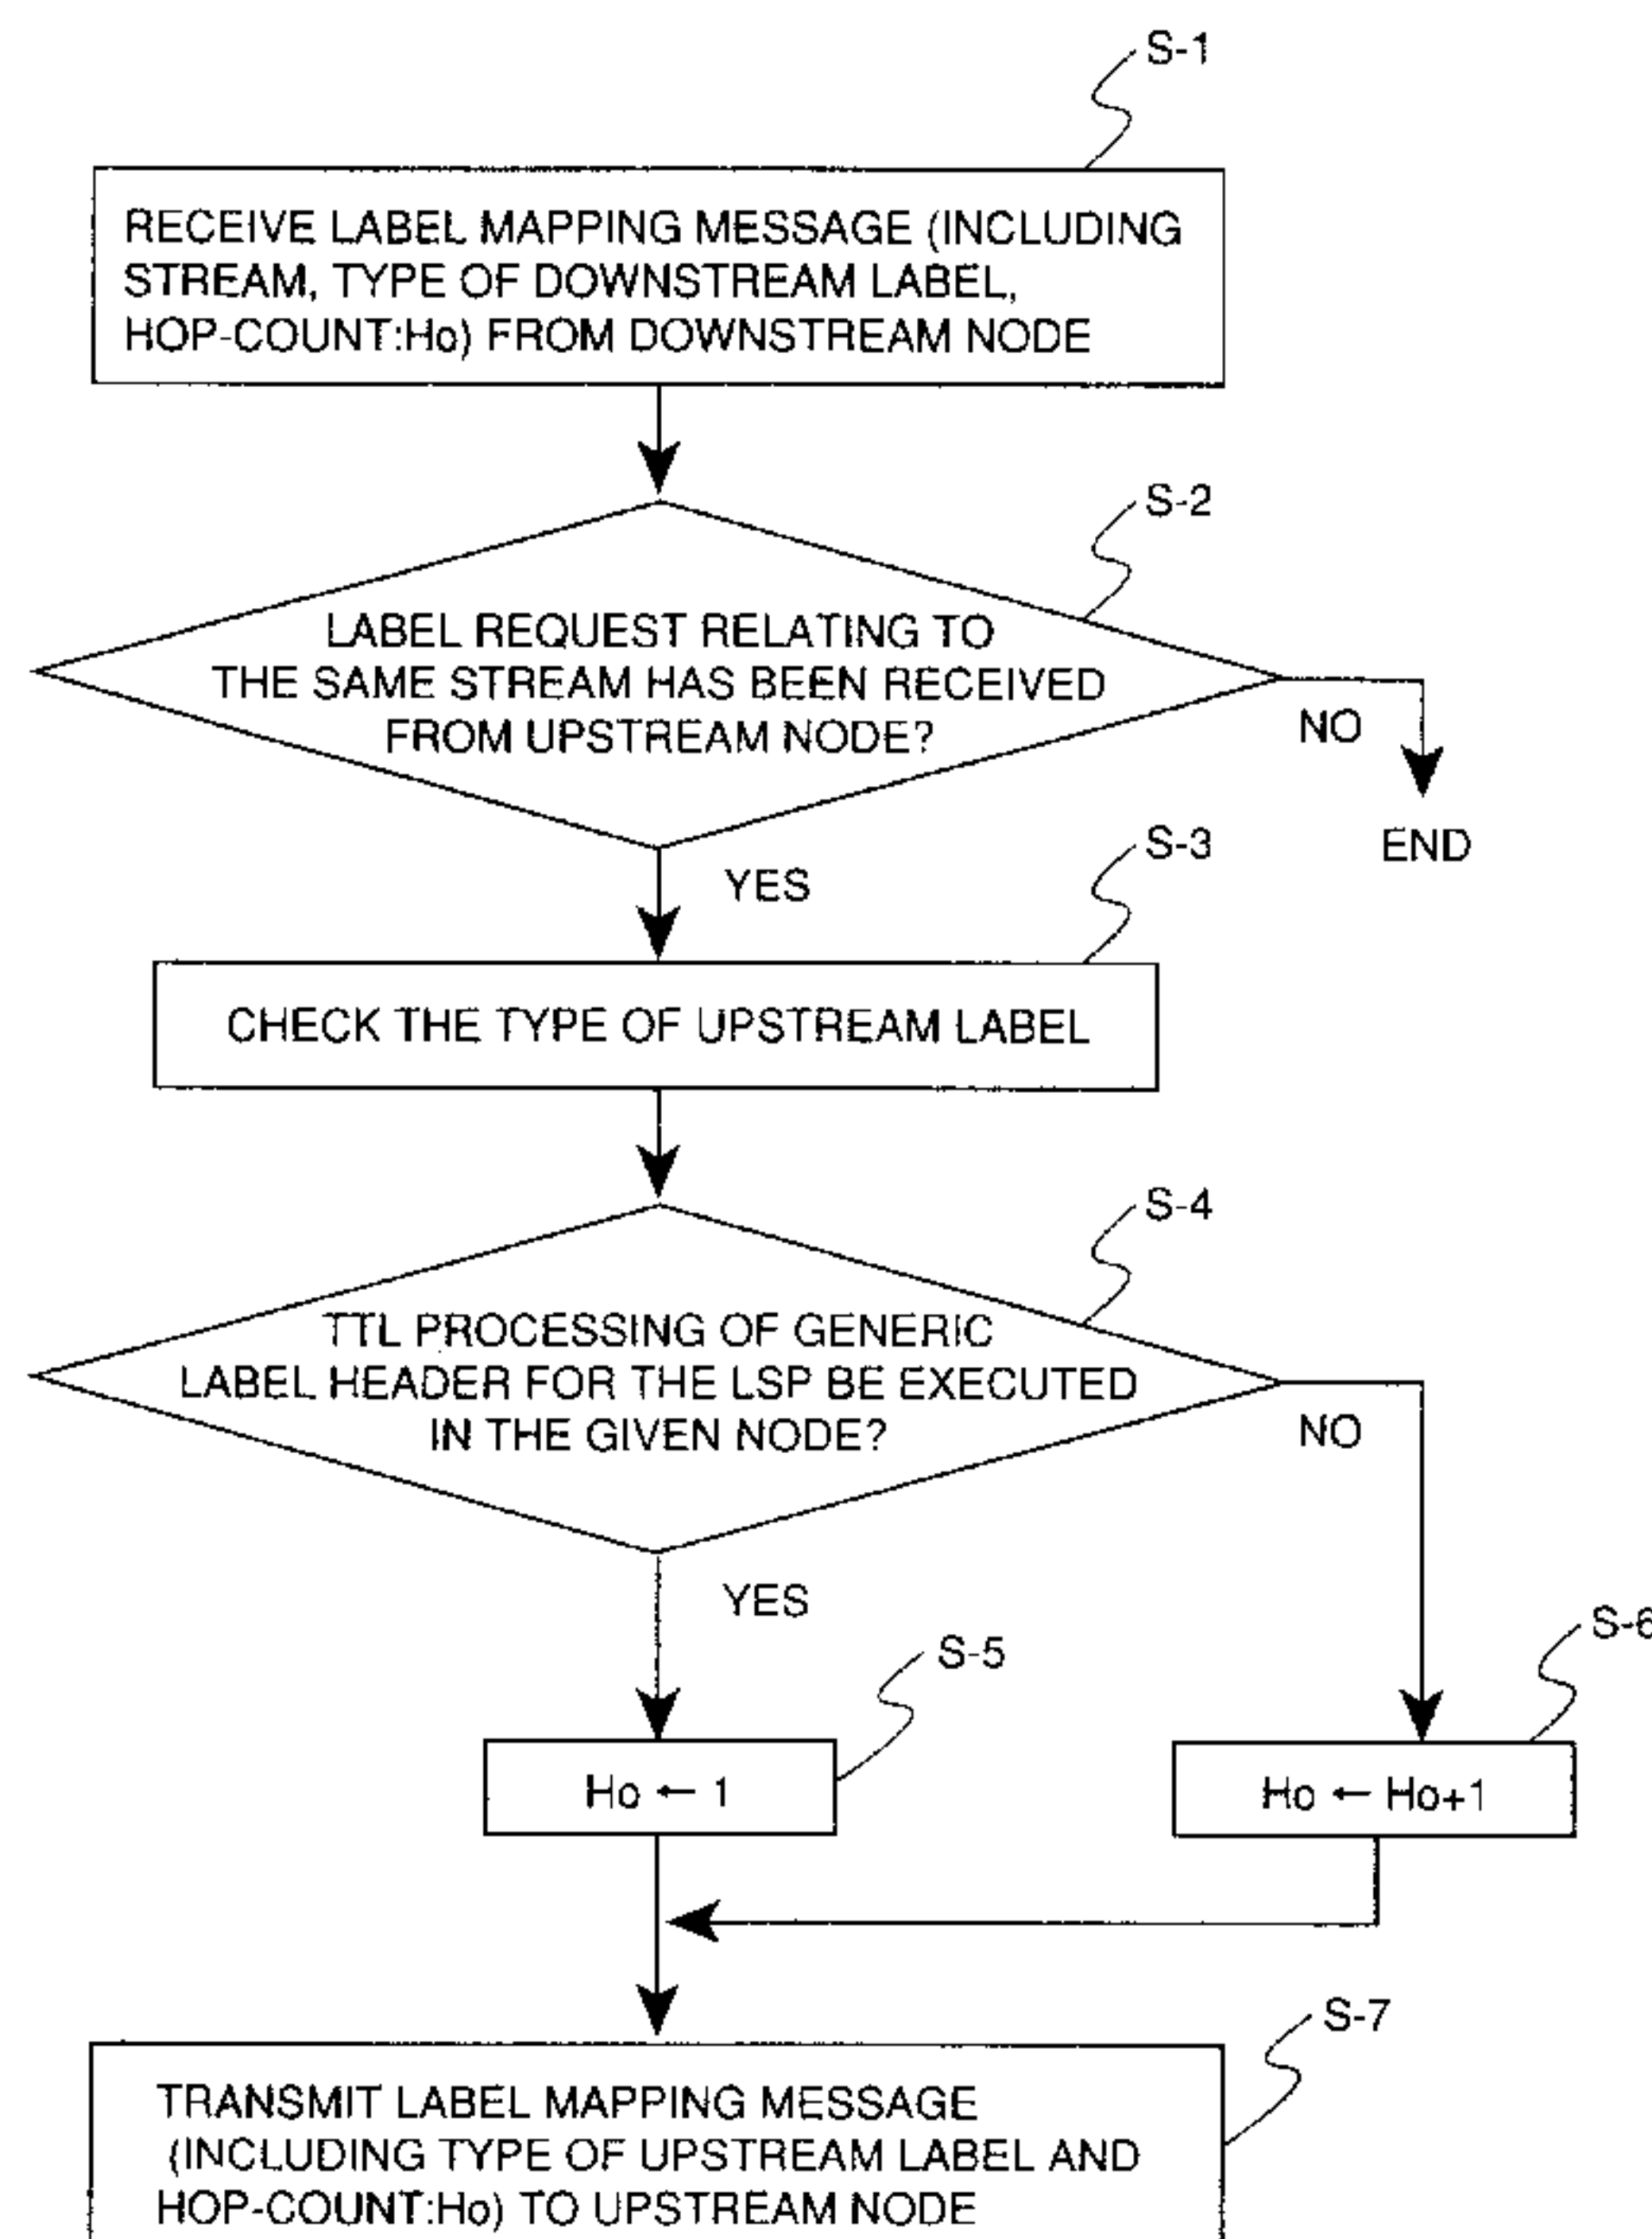 S-1
RECEIVE LABEL MAPPING MESSAGE (INCLUDING
STREAM, TYPE OF DOWNSTREAM LABEL,
HOP-COUNT:Ho) FROM DOWNSTREAM NODE
S-2
LABEL REQUEST RELATING TO
THE SAME STREAM HAS BEEN RECEIVED
FROM UPSTREAM NODE?
NO
END
YES
S-3
CHECK THE TYPE OF UPSTREAM LABEL
S-4
TTL PROCESSING OF GENERIC
LABEL HEADER FOR THE LSP BE EXECUTED
IN THE GIVEN NODE?
NO
YES
S-5
S-6
Ho ← 1
Ho ← Ho+1
S-7
TRANSMIT LABEL MAPPING MESSAGE
(INCLUDING TYPE OF UPSTREAM LABEL AND
HOP-COUNT:Ho) TO UPSTREAM NODE